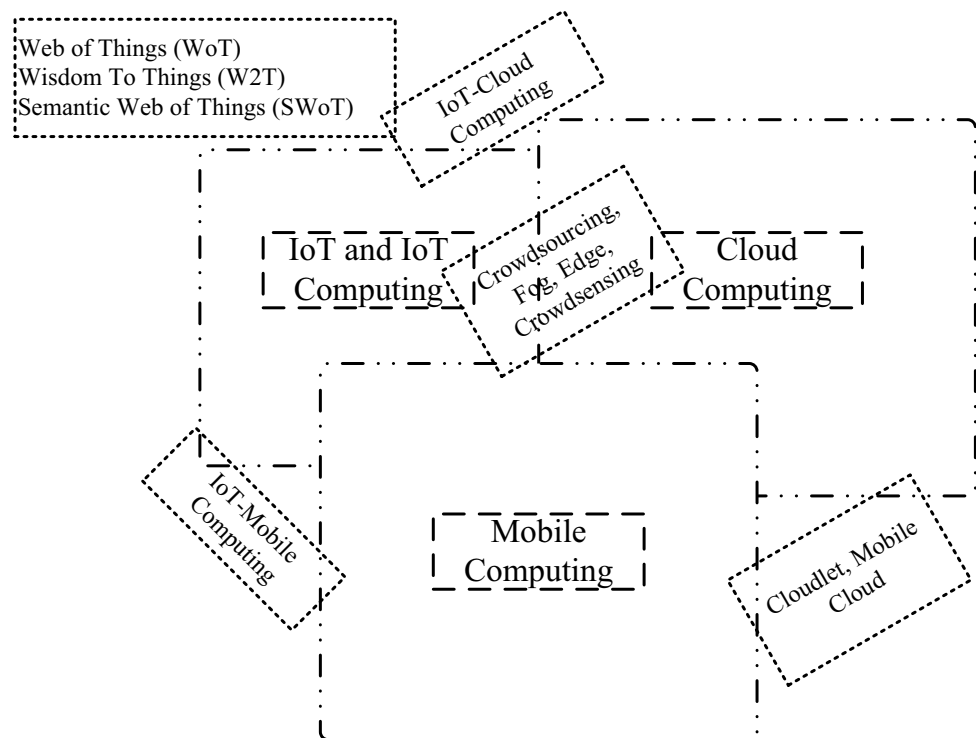 Web of Things (WoT)
Wisdom To Things (W2T)
Semantic Web of Things (SWoT)
IoT-Cloud
Computing
IoT and IoT
Computing
Crowdsourcing,
Fog, Edge,
Crowdsensing
Cloud
Computing
IoT-Mobile
Computing
Mobile
Computing
Cloudlet, Mobile
Cloud